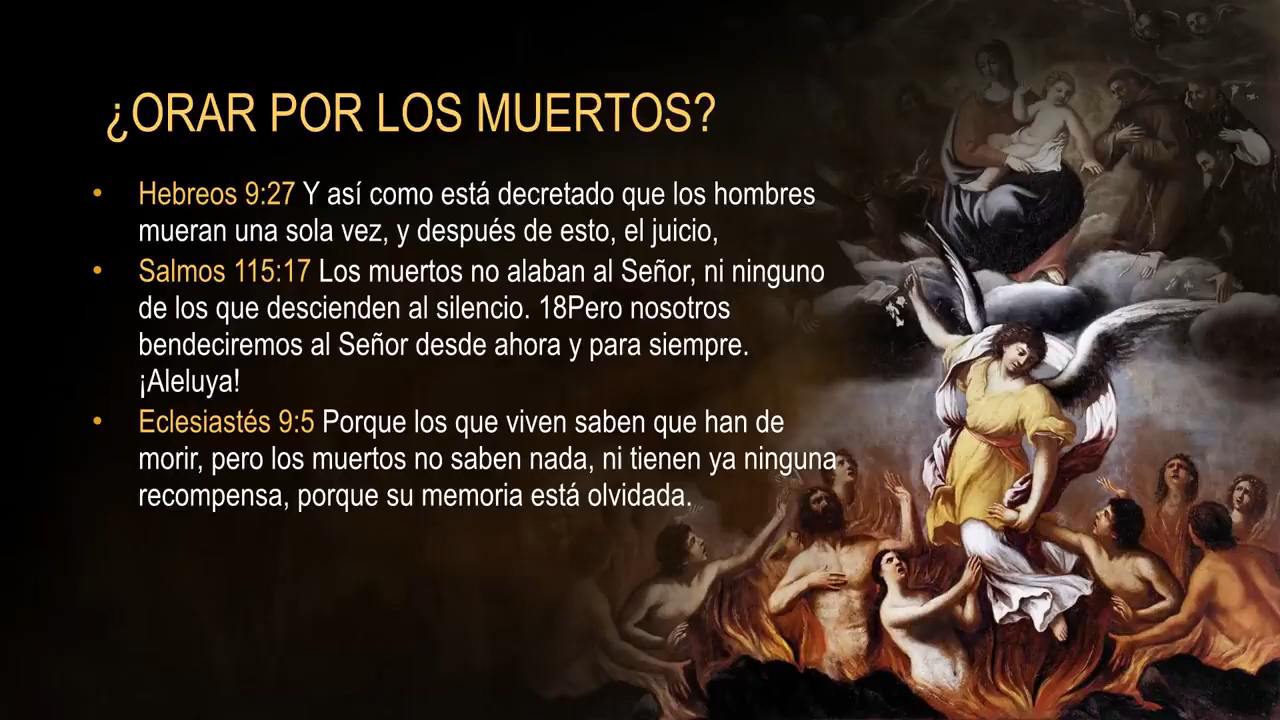 ¿ORAR POR LOS MUERTOS?
• Hebreos 9:27 Y así como está decretado que los hombres
mueran una sola vez, y después de esto, el juicio,
• Salmos 115:17 Los muertos no alaban al Señor, ni ninguno
de los que descienden al silencio. 18Pero nosotros
bendeciremos al Señor desde ahora y para siempre.
¡Aleluya!
• Eclesiastés 9:5 Porque los que viven saben que han de
morir, pero los muertos no saben nada, ni tienen ya ninguna
recompensa, porque su memoria está olvidada.